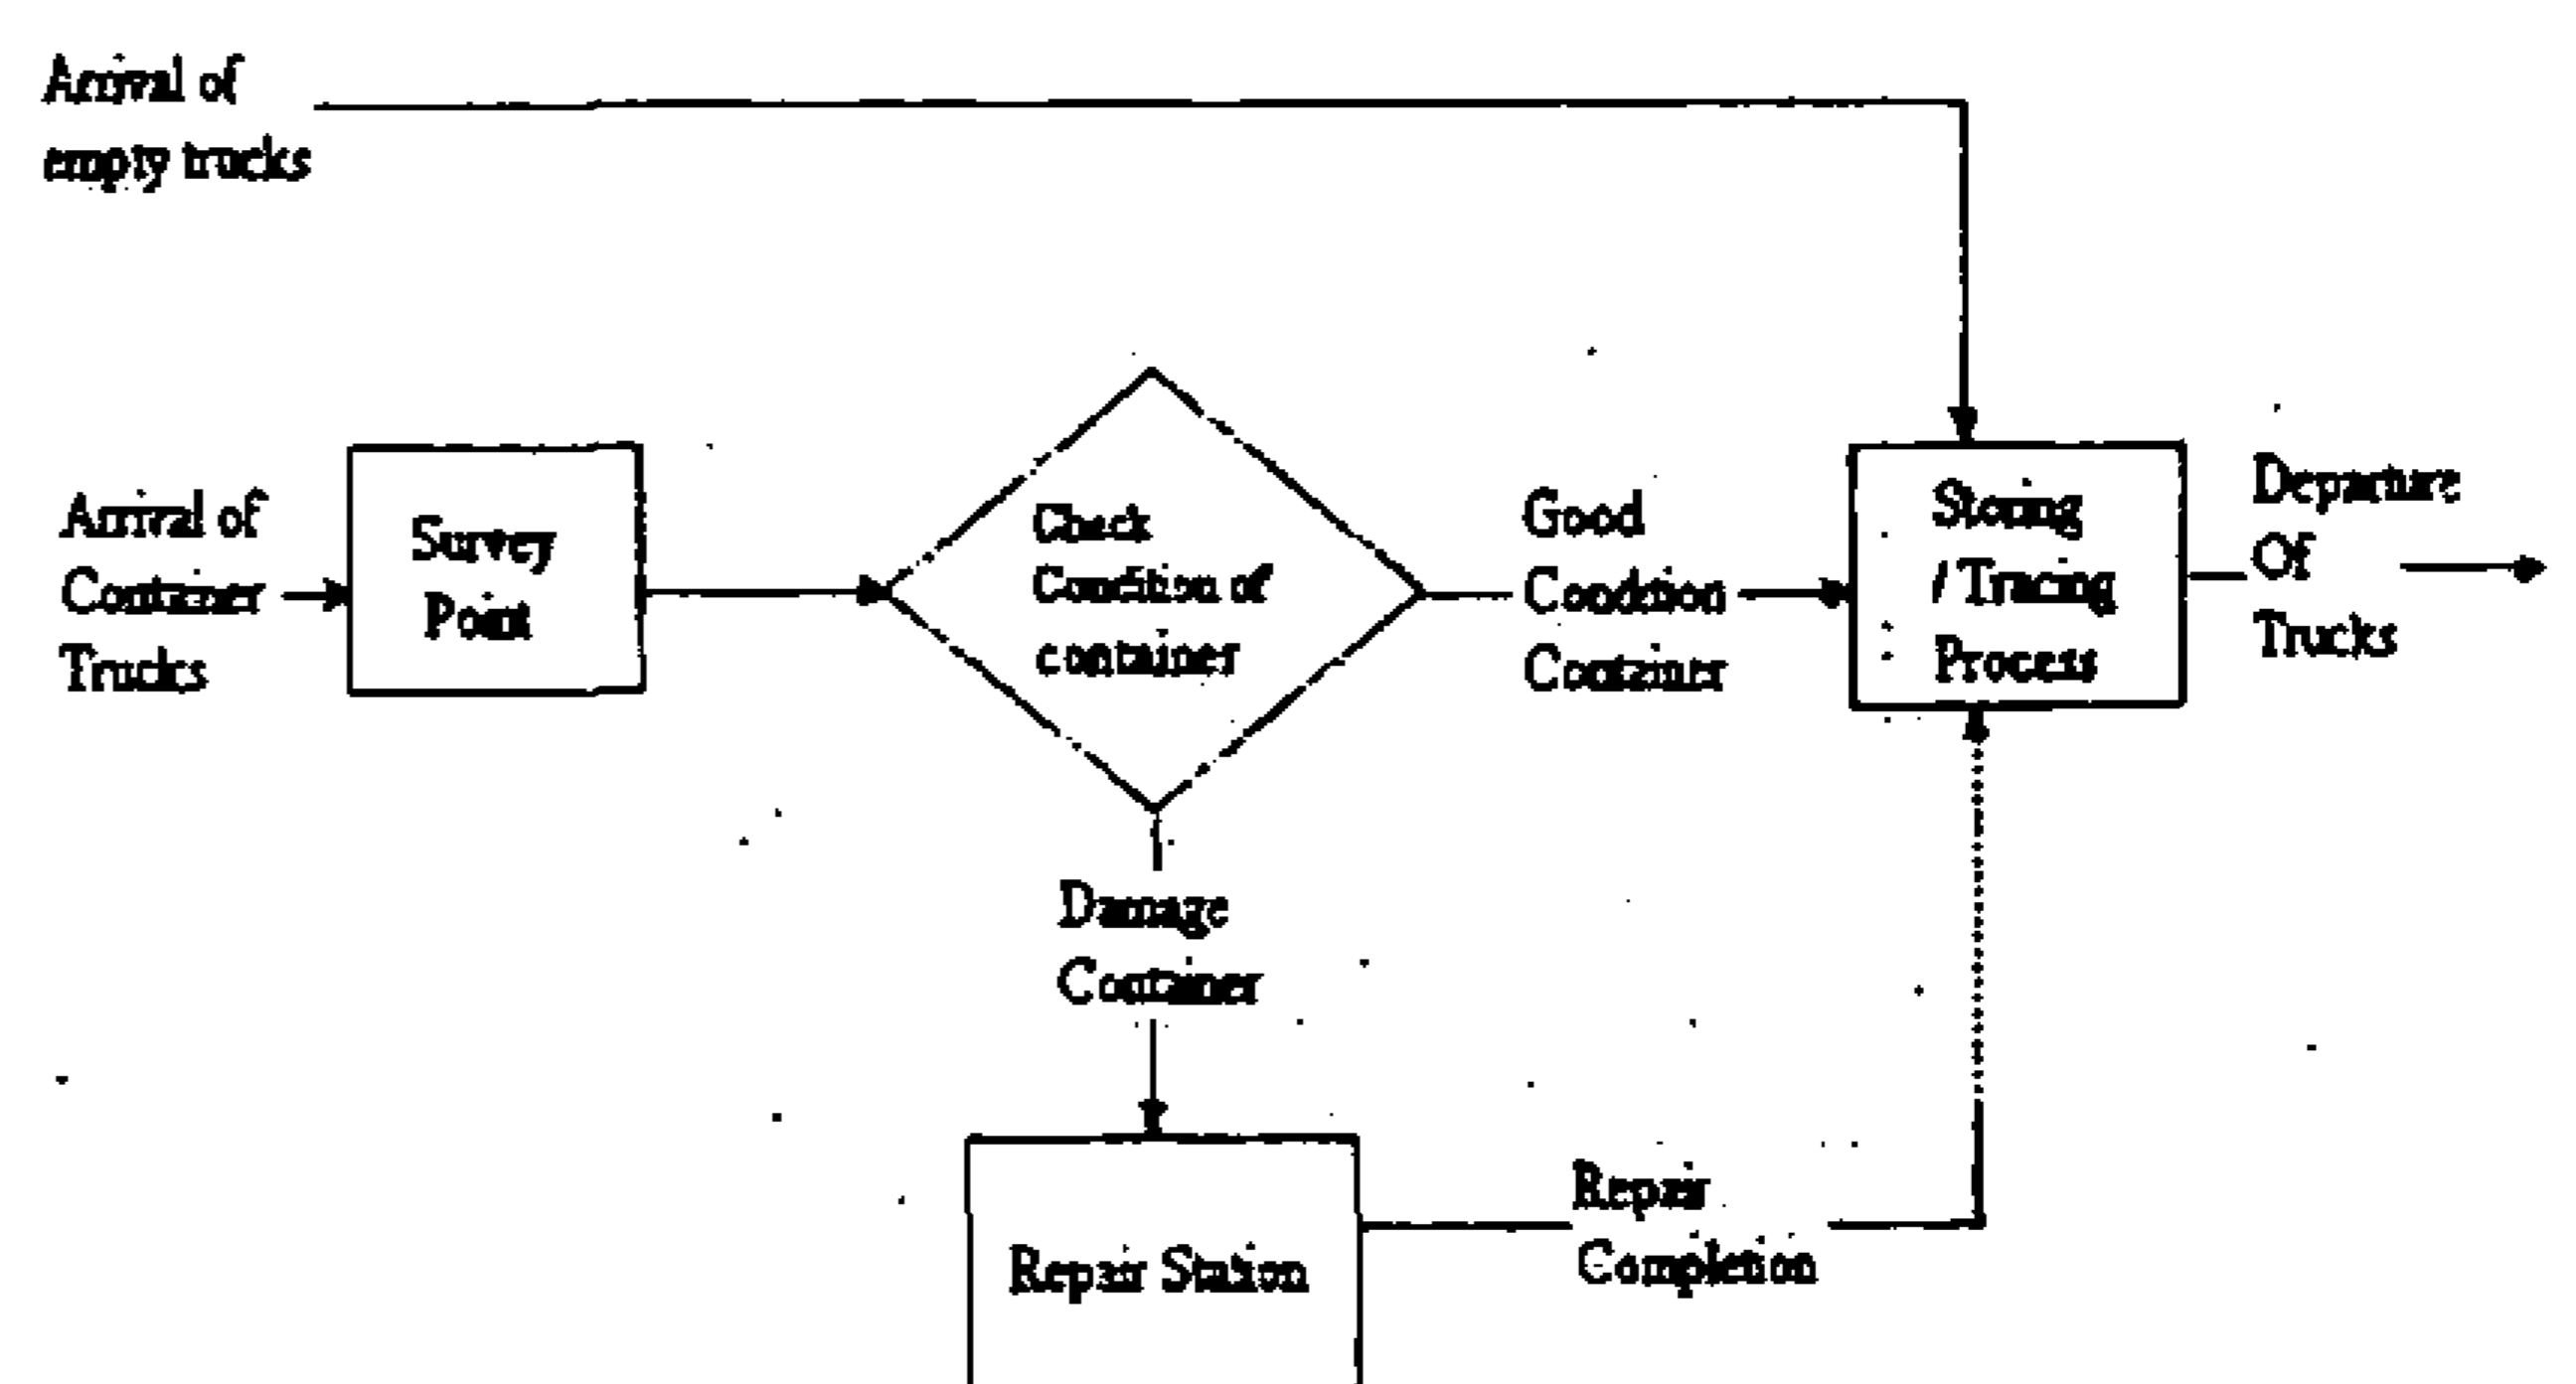 Arrival of
empty trucks
Arrival of
Container
Trucks
Survey
Point
Check
Condition of
container
Good
Condition
Container
Storing
/ Tracing
Process
Departure
Of
Trucks
Damage
Container
Repair Station
Repair
Completion